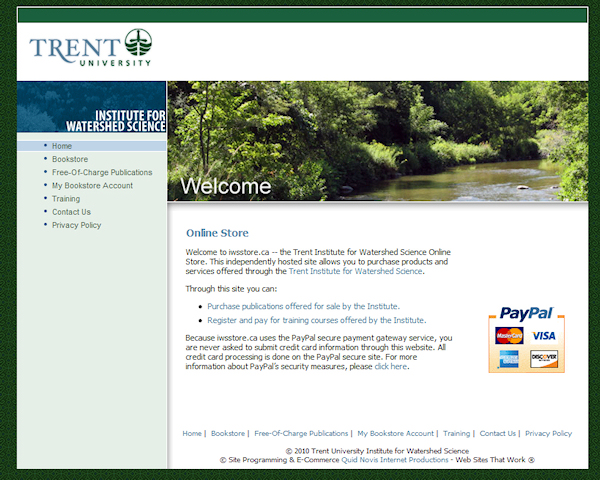 TRENT
UNIVERSITY
INSTITUTE FOR
WATERSHED SCIENCE
Home
Bookstore
Free-Of-Charge Publications
My Bookstore Account
Training
Contact Us
Privacy Policy
Welcome
Online Store
Welcome to iwsstore.ca -- the Trent Institute for Watershed Science Online
Store. This independently hosted site allows you to purchase products and
services offered through the Trent Institute for Watershed Science.
Through this site you can:
Purchase publications offered for sale by the Institute.
Register and pay for training courses offered by the Institute.
Because iwsstore.ca uses the PayPal secure payment gateway service, you
are never asked to submit credit card information through this website. All
credit card processing is done on the PayPal secure site. For more
information about PayPal's security measures, please click here.
PayPal
MasterCard VISA
DISCOVER
Home | Bookstore | Free-Of-Charge Publications | My Bookstore Account | Training | Contact Us | Privacy Policy
© 2010 Trent University Institute for Watershed Science
© Site Programming & E-Commerce Quid Novis Internet Productions - Web Sites That Work ®